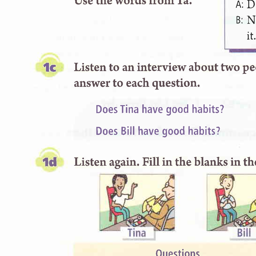 Use the words from 1a.
A: D
B: N
it.
1c Listen to an interview about two pe
answer to each question.
Does Tina have good habits?
Does Bill have good habits?
1d Listen again. Fill in the blanks in th
Tina
Bill
Questions